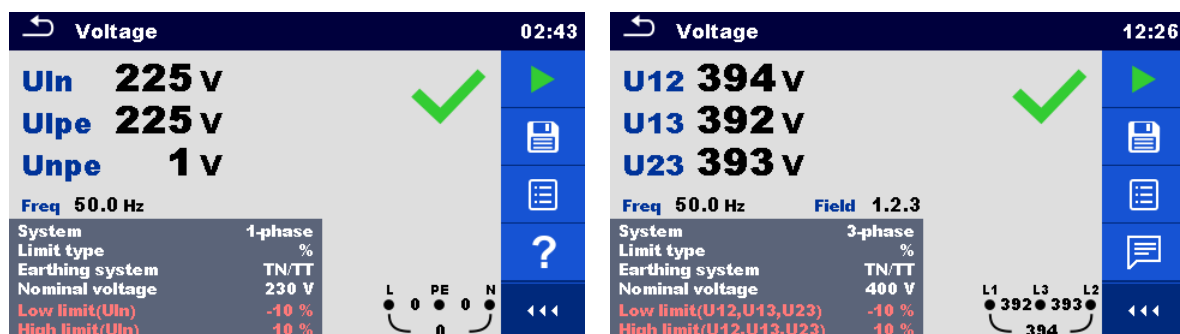 Voltage 02:43
Uln 225 V
Ulpe 225 V
Unpe 1 V
Freq 50.0 Hz
System 1-phase
Limit type %
Earthing system TN/TT
Nominal voltage 230 V
Low limit(Uln) -10 %
High limit(Uln) 10 %
?
L PE N
0 0
0
Voltage 12:26
U12 394 V
U13 392 V
U23 393 V
Freq 50.0 Hz Field 1.2.3
System 3-phase
Limit type %
Earthing system TN/TT
Nominal voltage 400 V
Low limit(U12,U13,U23) -10 %
High limit(U12,U13,U23) 10 %
L1 L3 L2
392 393
394